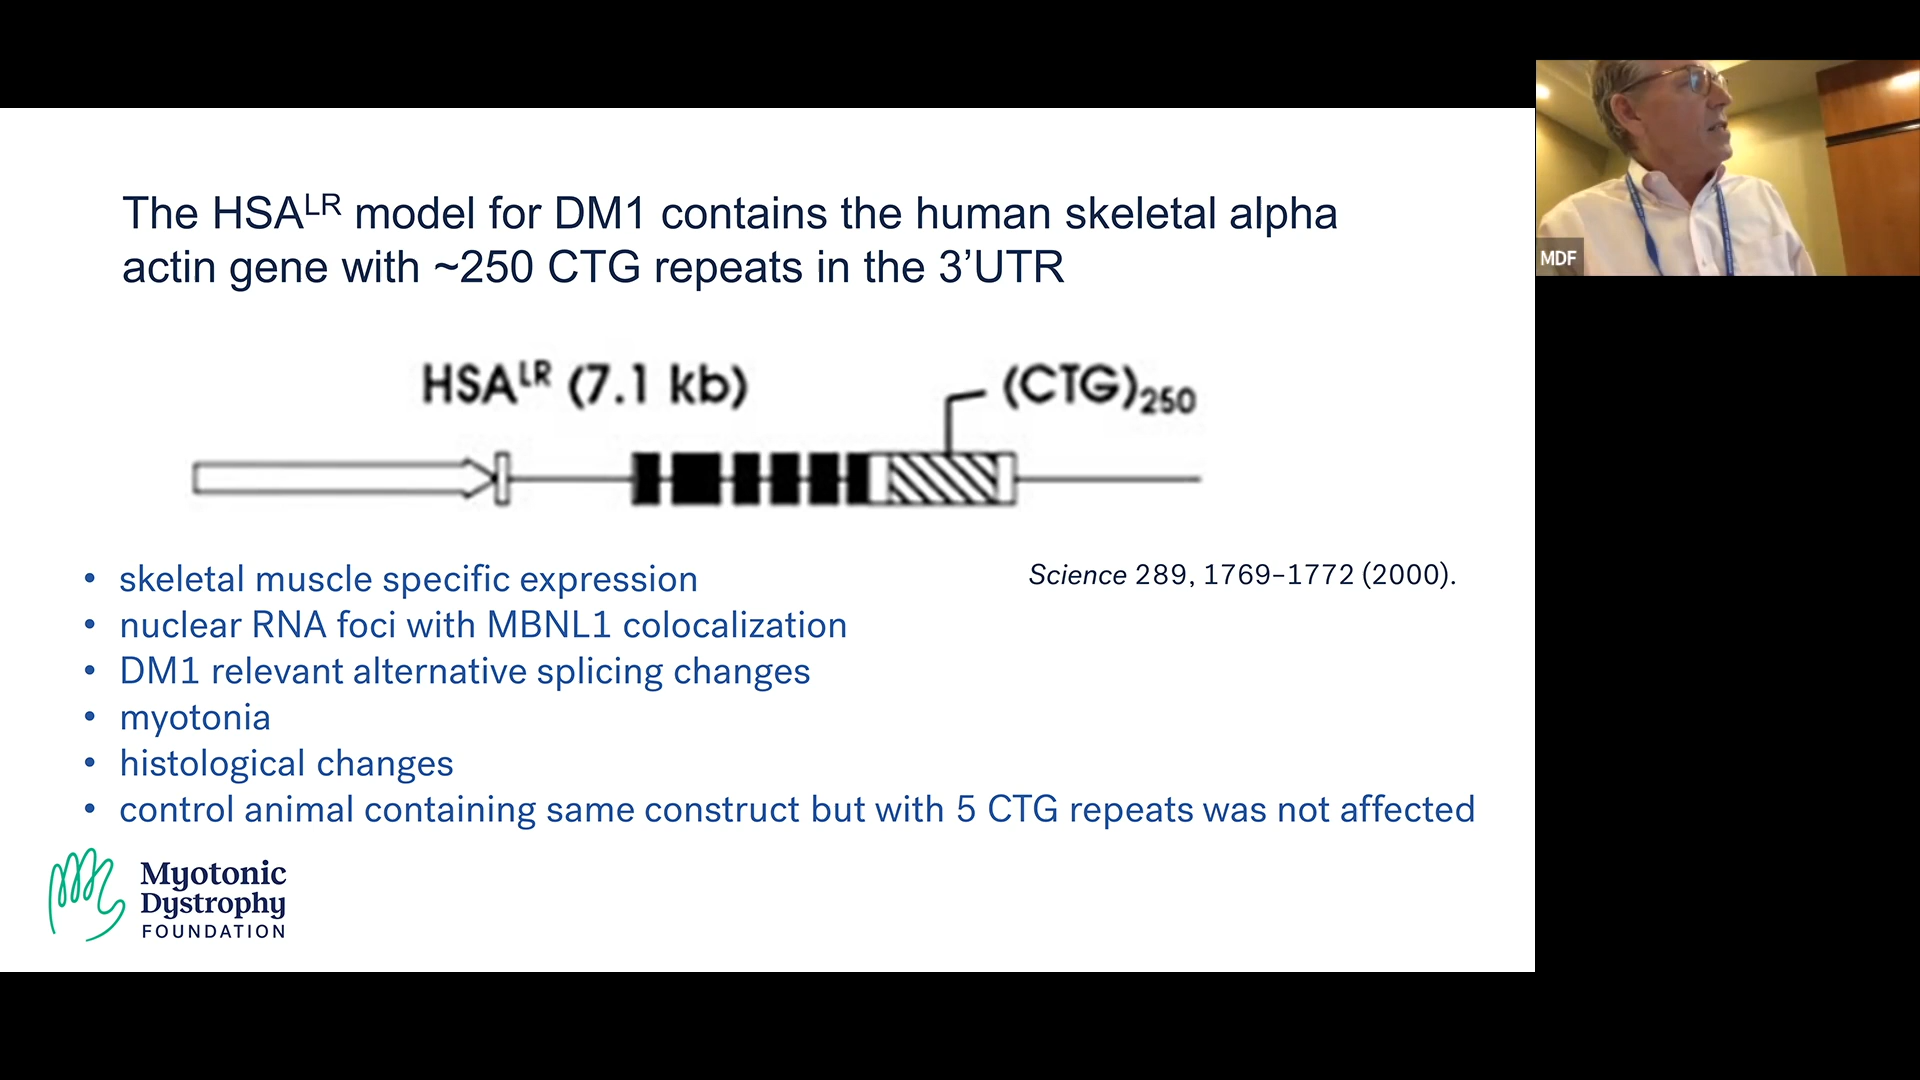 The HSALR model for DM1 contains the human skeletal alpha
actin gene with ~250 CTG repeats in the 3’UTR
HSALR (7.1 kb)
(CTG)250
• skeletal muscle specific expression
Science 289, 1769–1772 (2000).
• nuclear RNA foci with MBNL1 colocalization
• DM1 relevant alternative splicing changes
• myotonia
• histological changes
• control animal containing same construct but with 5 CTG repeats was not affected
Myotonic
Dystrophy
FOUNDATION
MDF